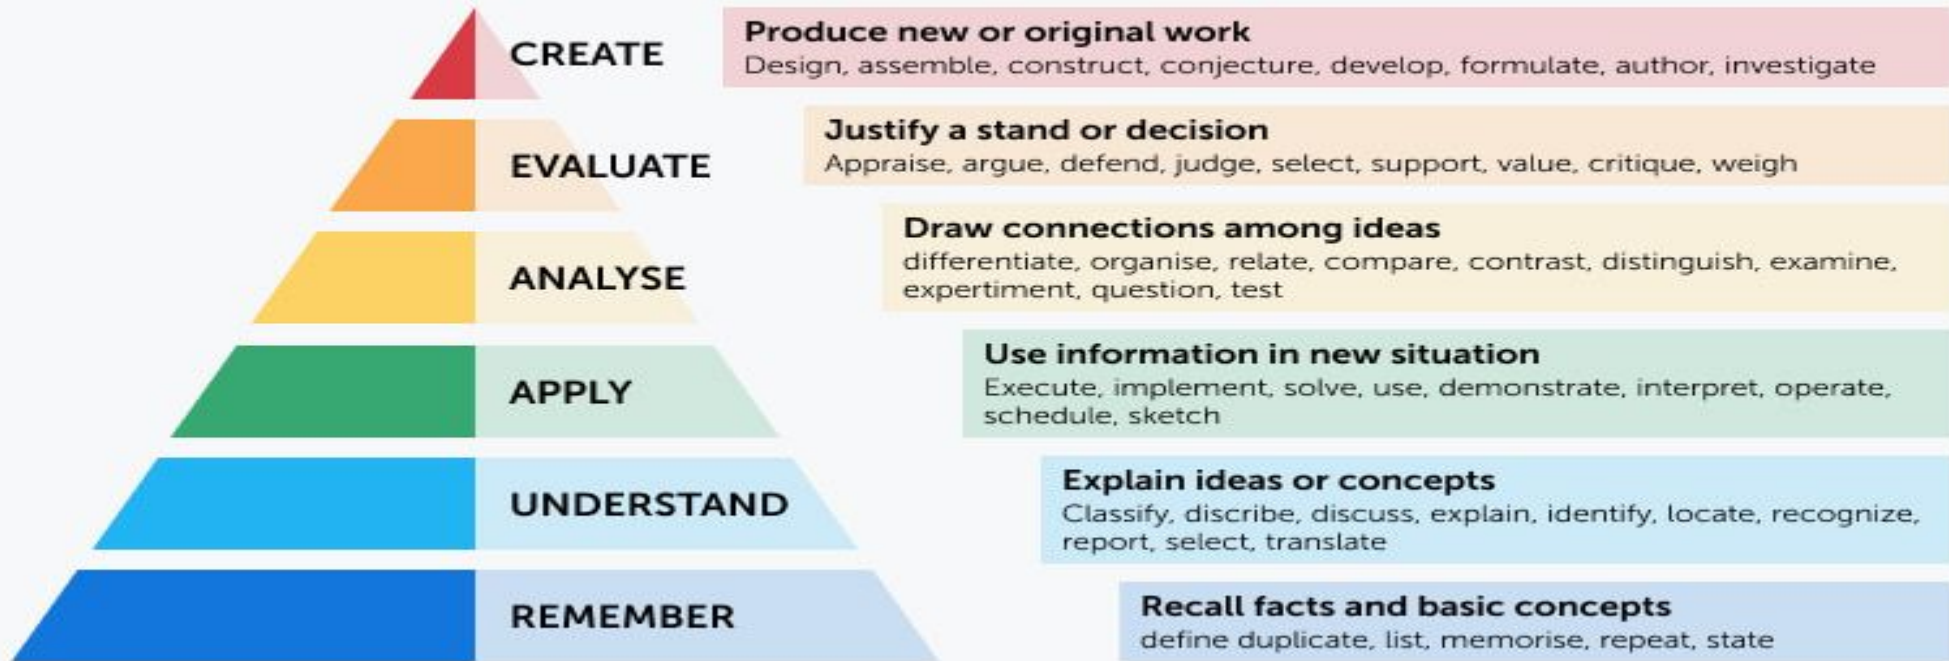 CREATE
Produce new or original work
Design, assemble, construct, conjecture, develop, formulate, author, investigate
EVALUATE
Justify a stand or decision
Appraise, argue, defend, judge, select, support, value, critique, weigh
ANALYSE
Draw connections among ideas
differentiate, organise, relate, compare, contrast, distinguish, examine,
expertiment, question, test
APPLY
Use information in new situation
Execute, implement, solve, use, demonstrate, interpret, operate,
schedule, sketch
UNDERSTAND
Explain ideas or concepts
Classify, discribe, discuss, explain, identify, locate, recognize,
report, select, translate
REMEMBER
Recall facts and basic concepts
define duplicate, list, memorise, repeat, state